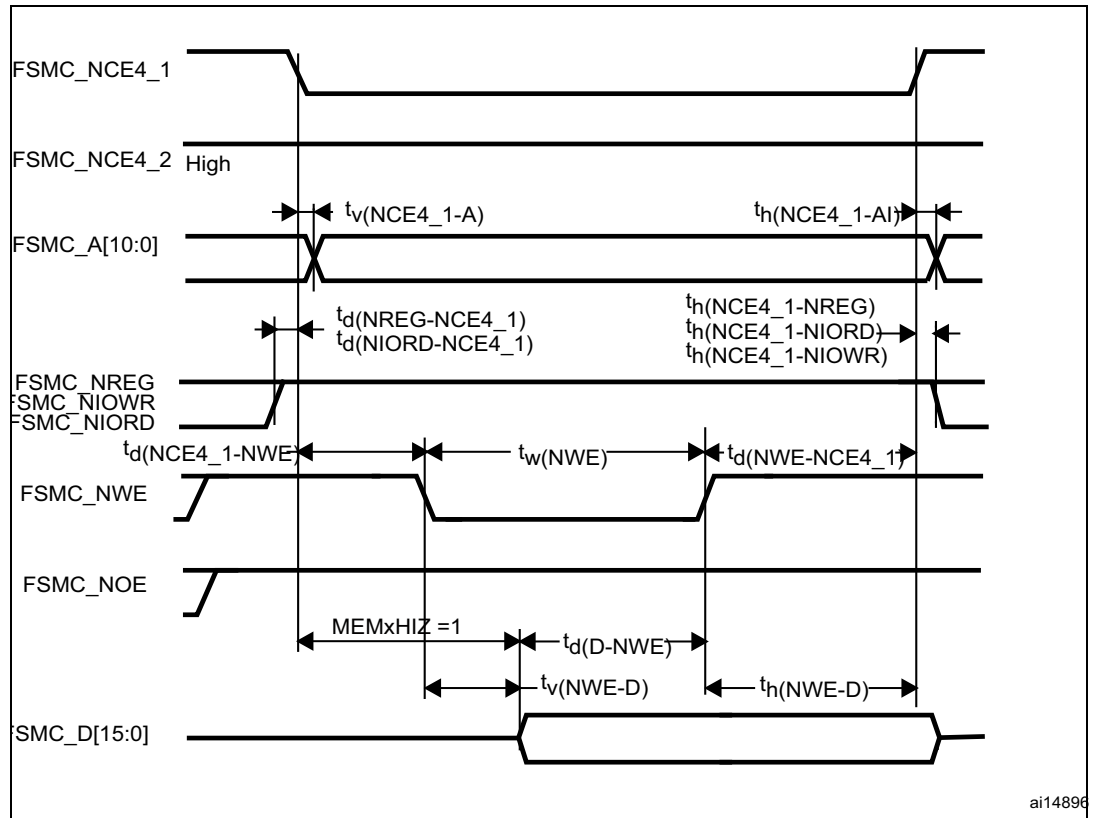 FSMC_NCE4_1
FSMC_NCE4_2 High
tv(NCE4_1-A)
th(NCE4_1-AI)
FSMC_A[10:0]
td(NREG-NCE4_1)
td(NIORD-NCE4_1)
th(NCE4_1-NREG)
th(NCE4_1-NIORD)
th(NCE4_1-NIOWR)
FSMC_NREG
FSMC_NIOWR
FSMC_NIORD
td(NCE4_1-NWE)
tw(NWE)
td(NWE-NCE4_1)
FSMC_NWE
FSMC_NOE
MEMxHIZ =1
td(D-NWE)
tv(NWE-D)
th(NWE-D)
FSMC_D[15:0]
ai14896